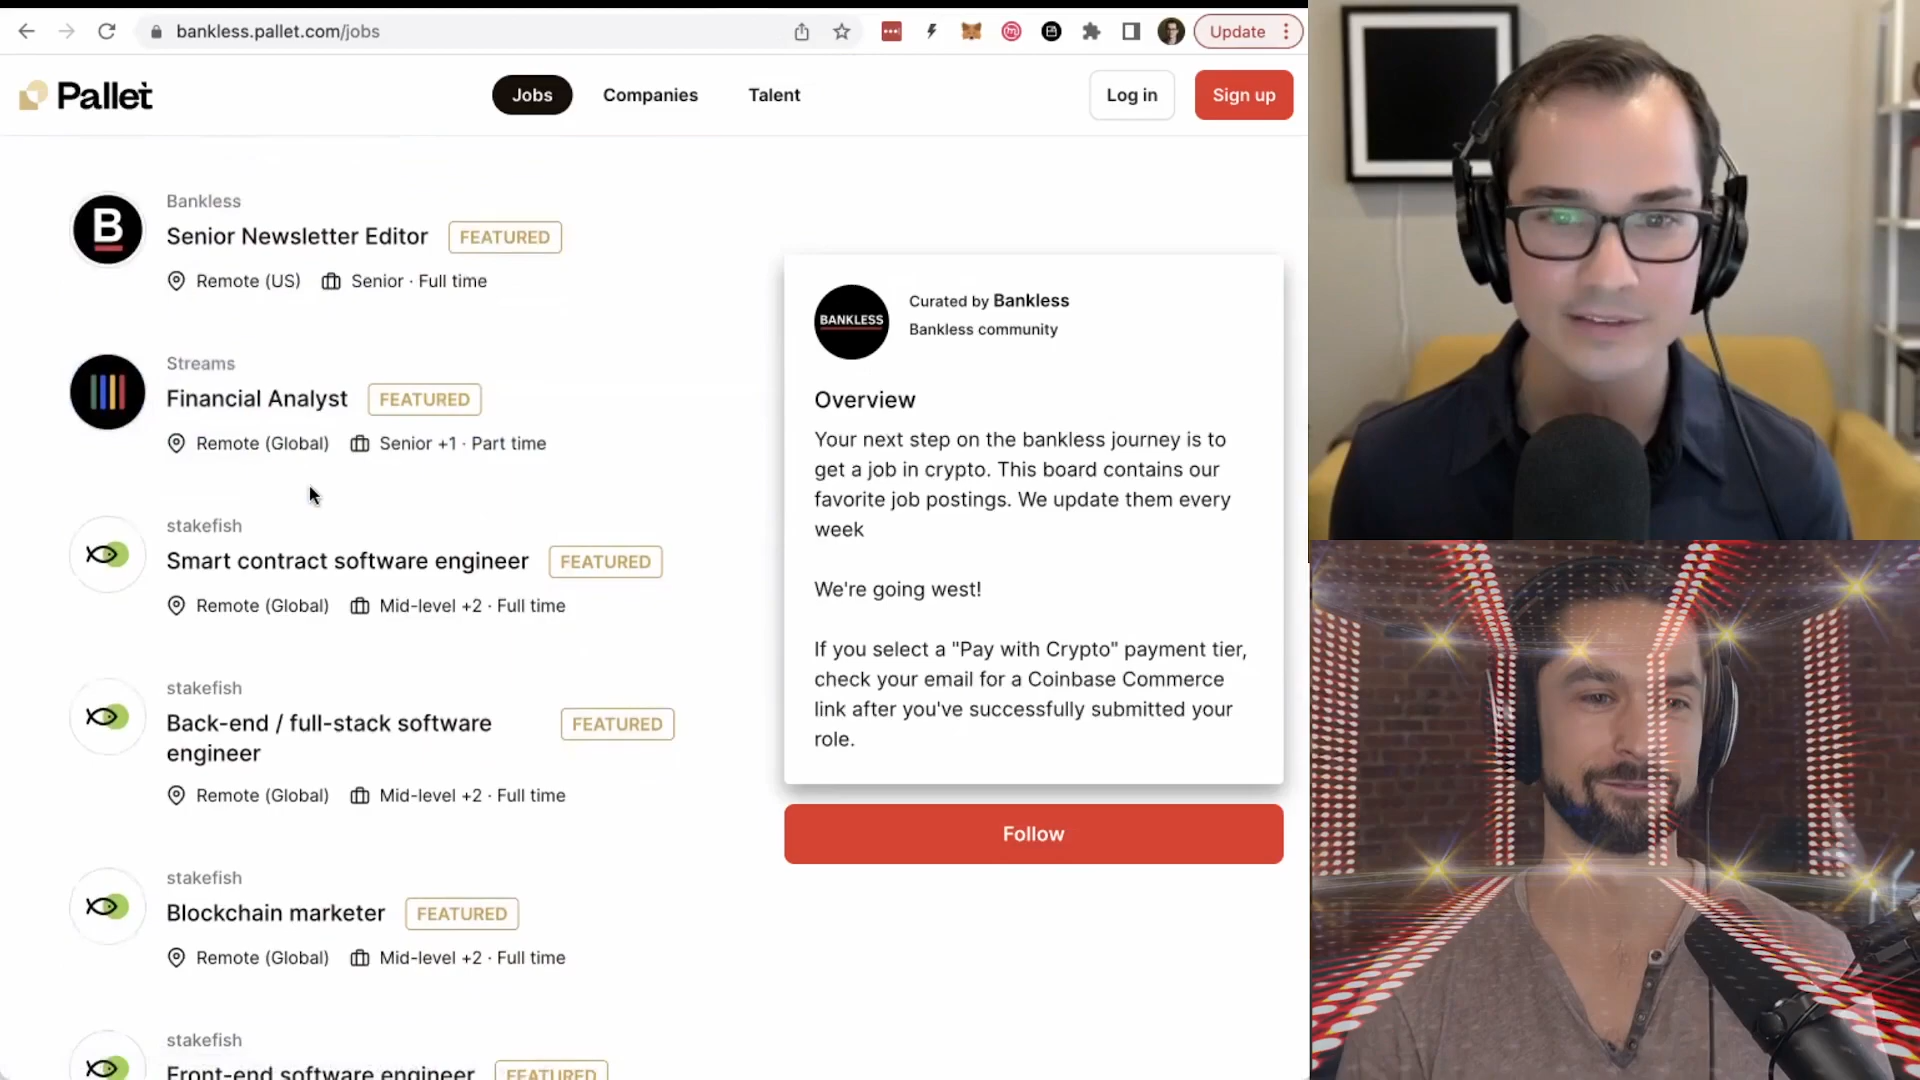 bankless.pallet.com/jobs
Update
Pallet
Jobs
Companies
Talent
Log in
Sign up
B
Bankless
Senior Newsletter Editor
FEATURED
Remote (US)
Senior · Full time
Streams
Financial Analyst
FEATURED
Remote (Global)
Senior +1 · Part time
stakefish
Smart contract software engineer
FEATURED
Remote (Global)
Mid-level +2 · Full time
stakefish
Back-end / full-stack software
engineer
FEATURED
Remote (Global)
Mid-level +2 · Full time
stakefish
Blockchain marketer
FEATURED
Remote (Global)
Mid-level +2 · Full time
stakefish
Front-end software engineer
FEATURED
BANKLESS
Curated by Bankless
Bankless community
Overview
Your next step on the bankless journey is to
get a job in crypto. This board contains our
favorite job postings. We update them every
week
We're going west!
If you select a "Pay with Crypto" payment tier,
check your email for a Coinbase Commerce
link after you've successfully submitted your
role.
Follow